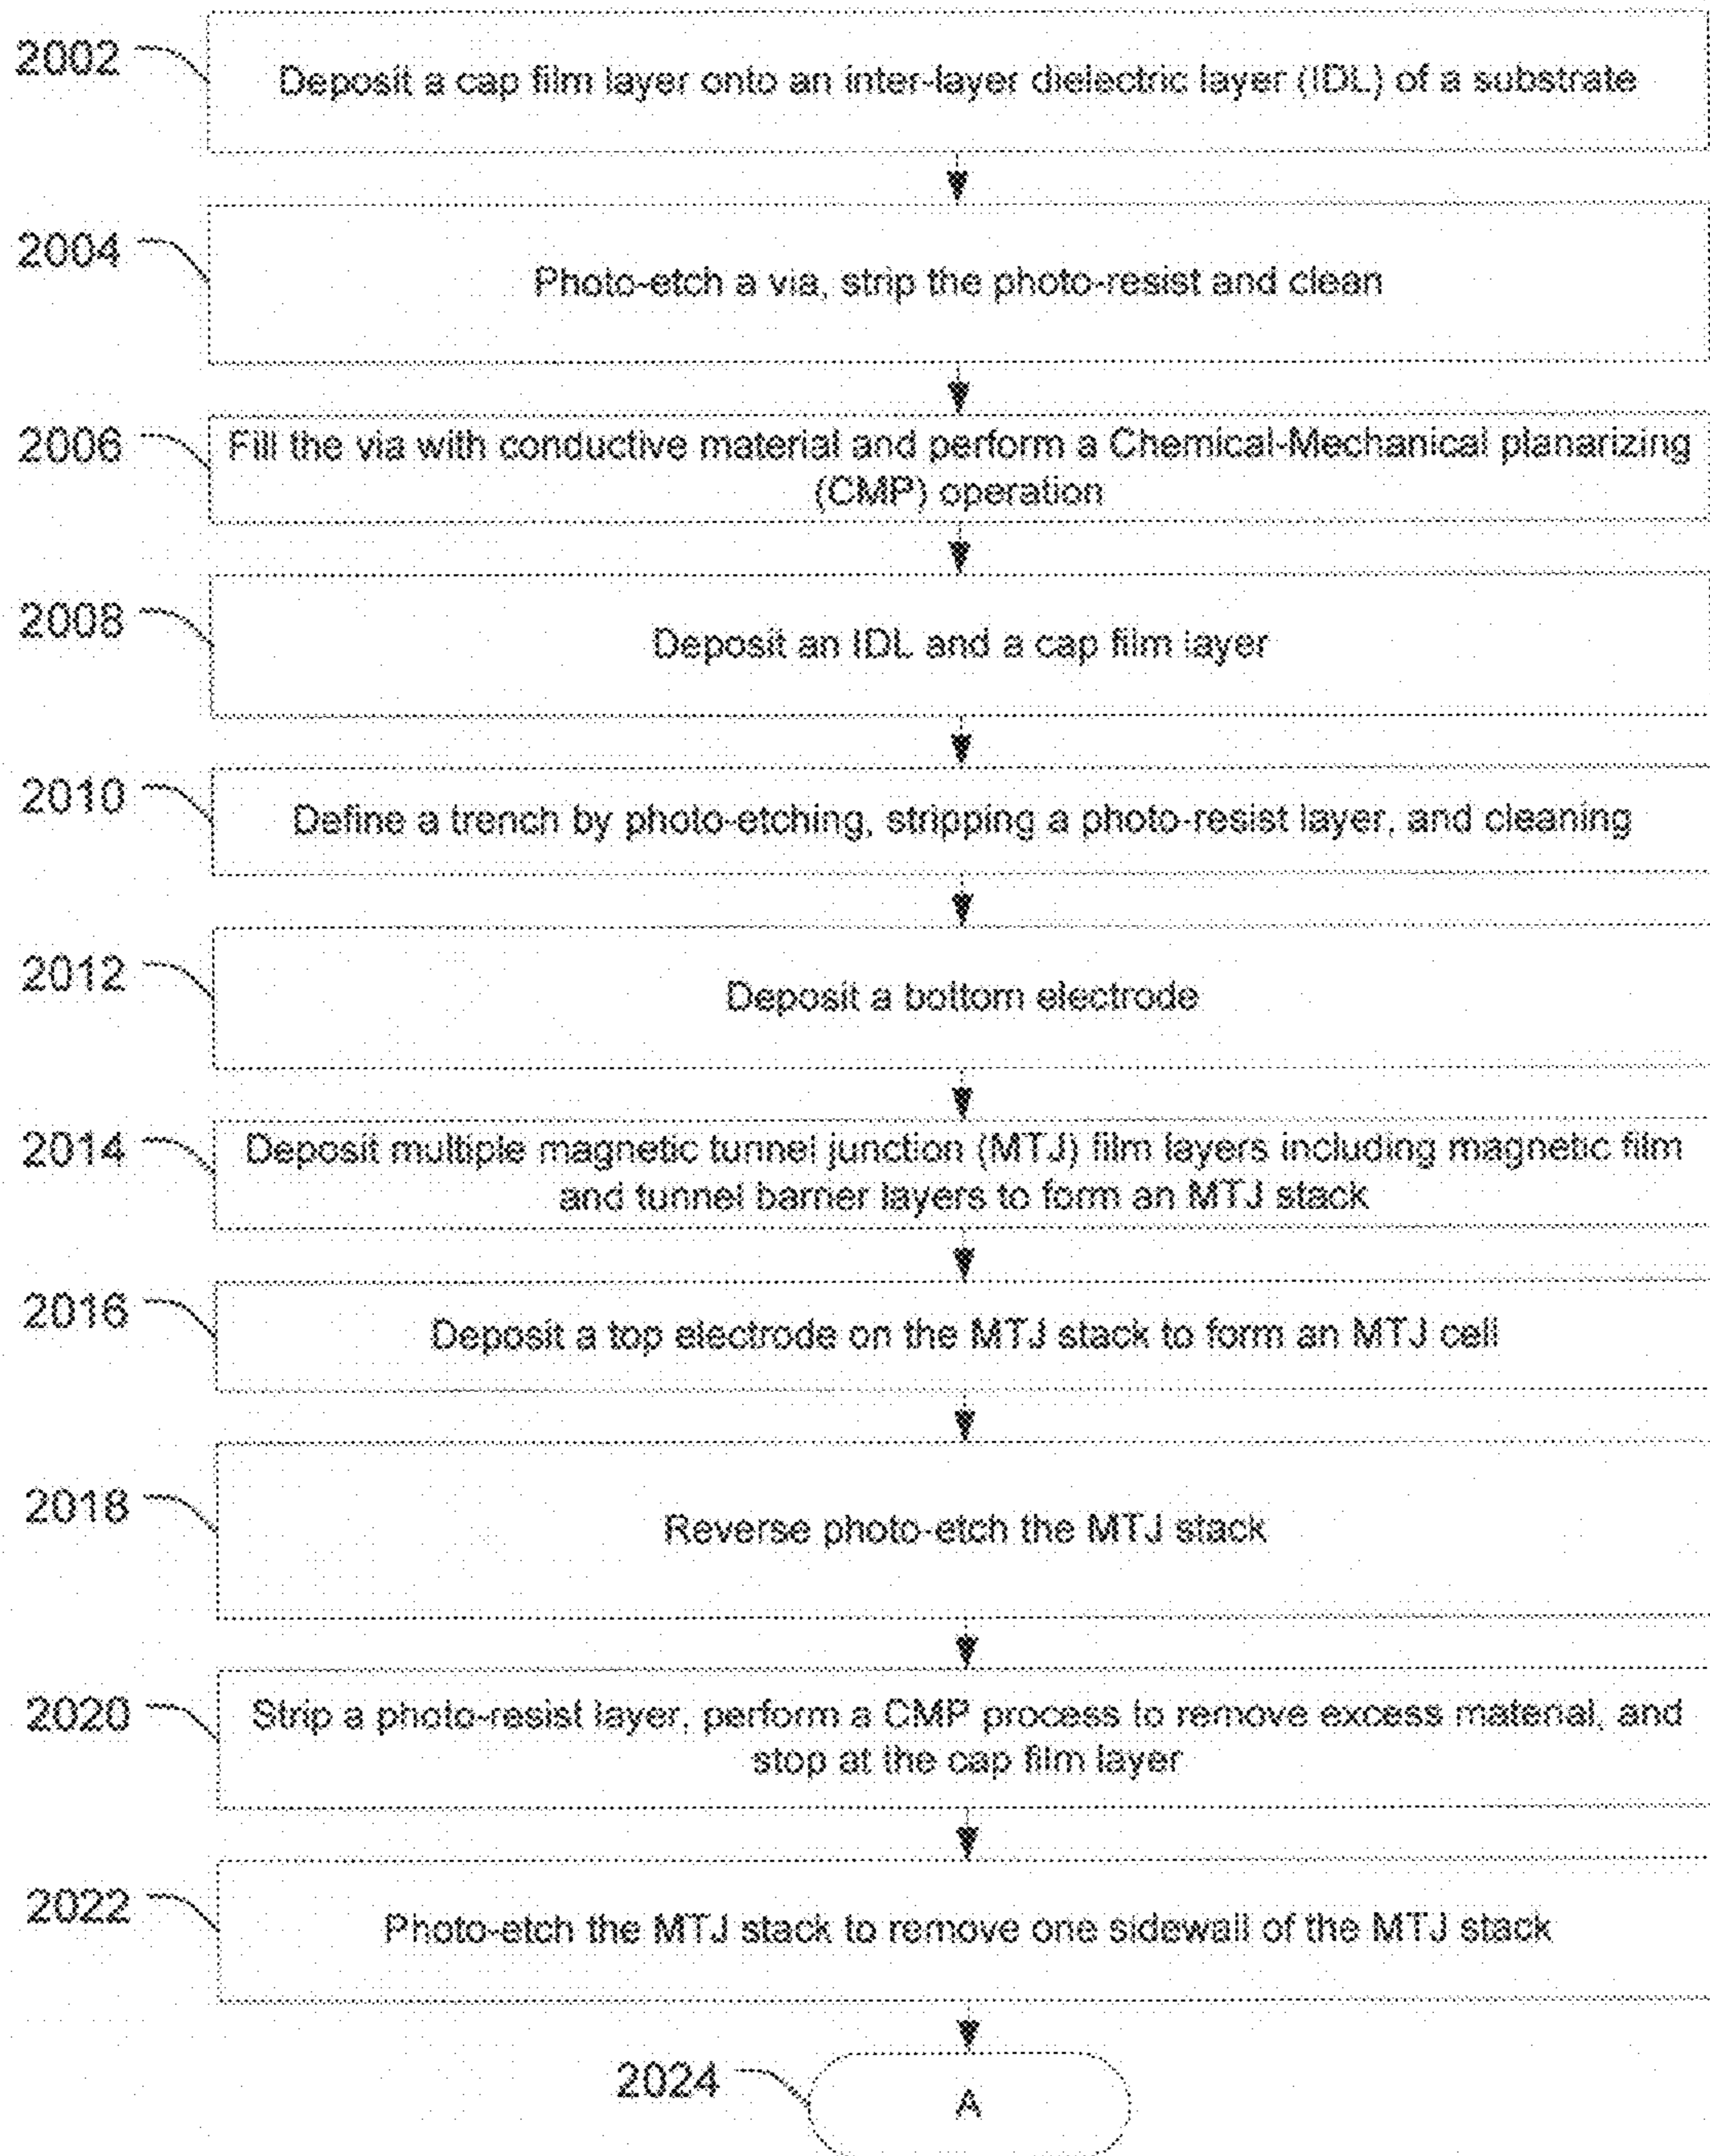 2002
Deposit a cap film layer onto an inter-layer dielectric layer (IDL) of a substrate
2004
Photo-etch a via, strip the photo-resist and clean
2006
Fill the via with conductive material and perform a Chemical-Mechanical planarizing
(CMP) operation
2008
Deposit an IDL and a cap film layer
2010
Define a trench by photo-etching, stripping a photo-resist layer, and cleaning
2012
Deposit a bottom electrode
2014
Deposit multiple magnetic tunnel junction (MTJ) film layers including magnetic film
and tunnel barrier layers to form an MTJ stack
2016
Deposit a top electrode on the MTJ stack to form an MTJ cell
2018
Reverse photo-etch the MTJ stack
2020
Strip a photo-resist layer, perform a CMP process to remove excess material, and
stop at the cap film layer
2022
Photo-etch the MTJ stack to remove one sidewall of the MTJ stack
2024
A